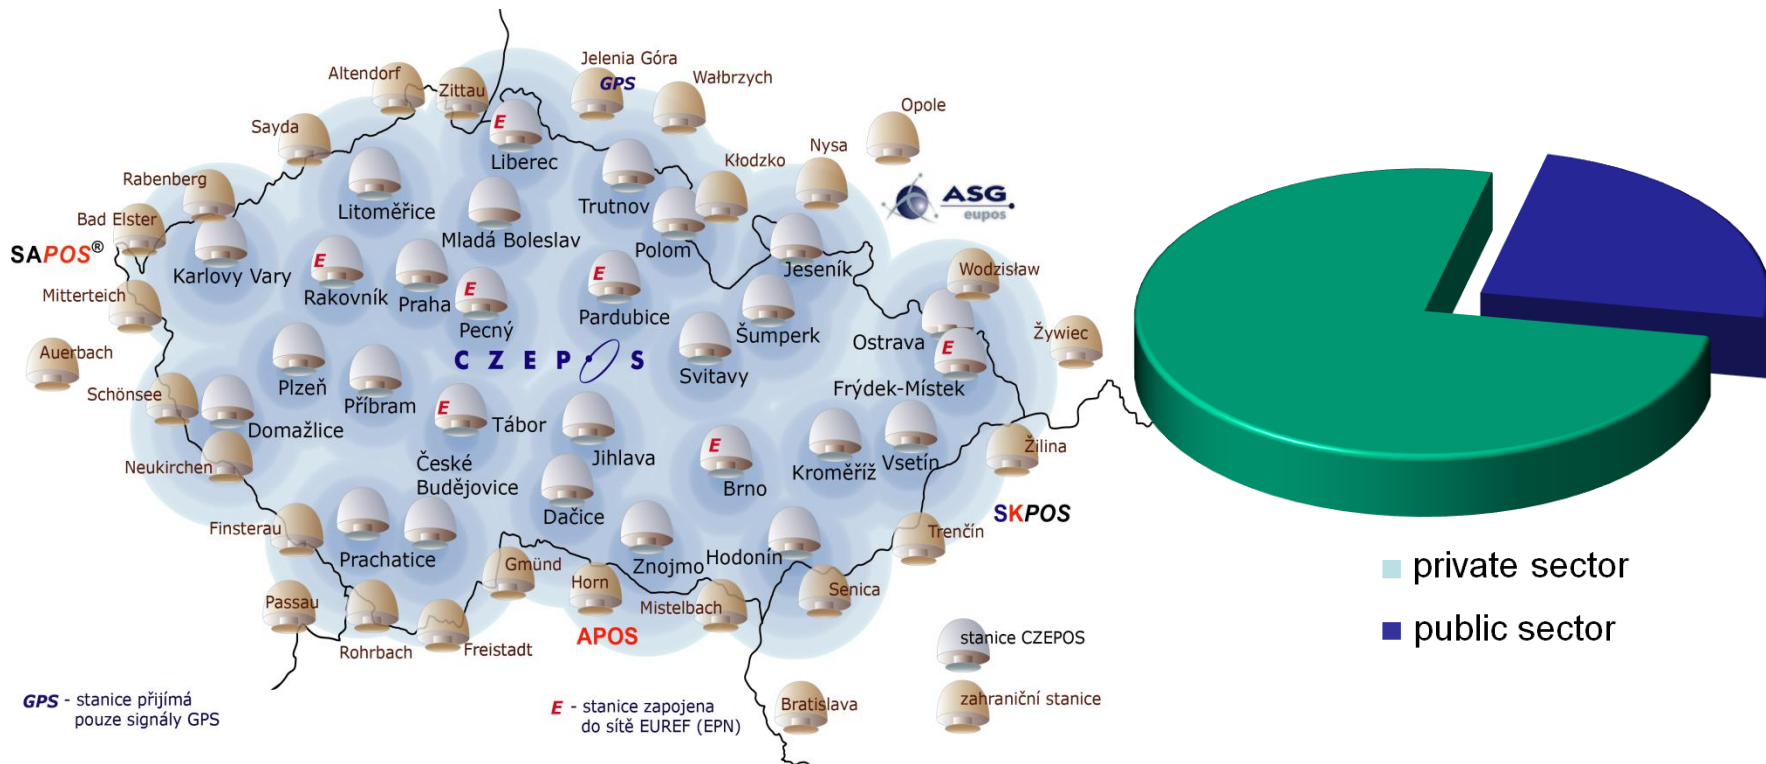 Jelenia Góra
GPS
Wałbrzych
Altendorf
Zittau
Opole
Sayda
E
Liberec
Nysa
Kłodzko
Rabenberg
Litoměřice
Trutnov
ASG
eupos
Bad Elster
Mladá Boleslav
Polom
SAPOS®
Karlovy Vary
E
Rakovník
Praha
E
Pecný
E
Pardubice
Jeseník
Wodzisław
Mitterteich
Šumperk
Ostrava
E
Frýdek-Místek
Żywiec
Auerbach
CZEPOS
Svitavy
Schönsee
Plzeň
Příbram
Domažlice
E
Tábor
Jihlava
E
Brno
Kroměříž
Vsetín
Žilina
Neukirchen
České
Budějovice
Dačice
SKPOS
Finsterau
Prachatice
Gmünd
Znojmo
Hodonín
Trenčín
Passau
Horn
Mistelbach
Senica
APOS
Rohrbach
Freistadt
stanice CZEPOS
zahraniční stanice
Bratislava
GPS - stanice přijímá
pouze signály GPS
E - stanice zapojena
do sítě EUREF (EPN)
private sector
public sector